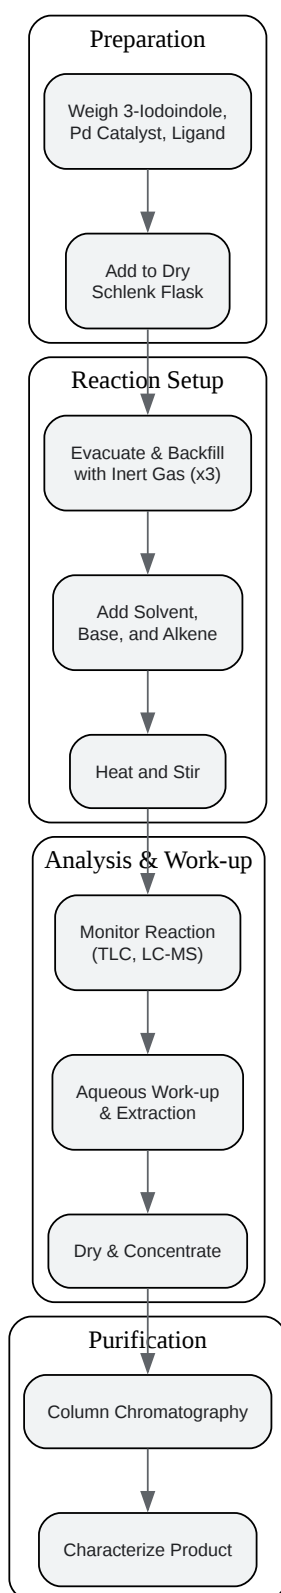 Preparation
Weigh 3-Iodoindole,
Pd Catalyst, Ligand
Add to Dry
Schlenk Flask
Reaction Setup
Evacuate & Backfill
with Inert Gas (x3)
Add Solvent,
Base, and Alkene
Heat and Stir
Analysis & Work-up
Monitor Reaction
(TLC, LC-MS)
Aqueous Work-up
& Extraction
Dry & Concentrate
Purification
Column Chromatography
Characterize Product